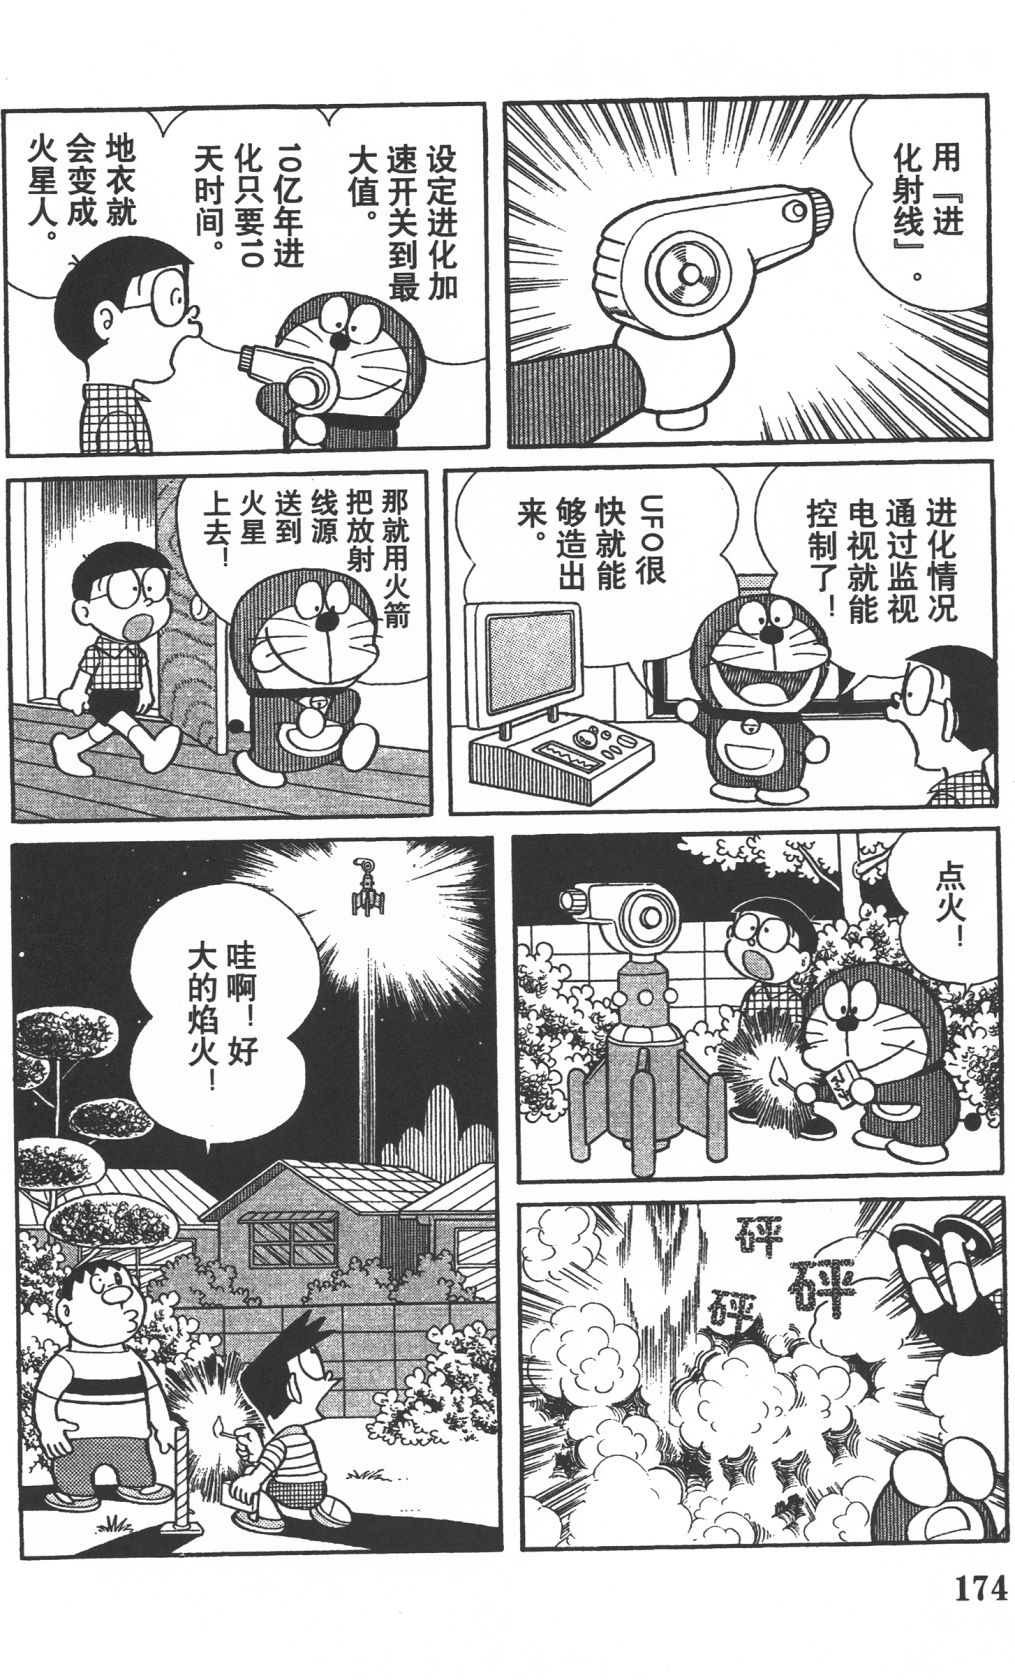 用『进
化射线』。
设定进化加
速开关到最
大值。
10亿年进
化只要10
天时间。
地衣就
会变成
火星人。
进化情况
通过监视
电视就能
控制了！
UFO很
快就能
够造出
来。
那就用火箭
把放射
线源
送到
火星
上去！
点火！
砰
砰
砰
哇啊！好
大的焰火！
174